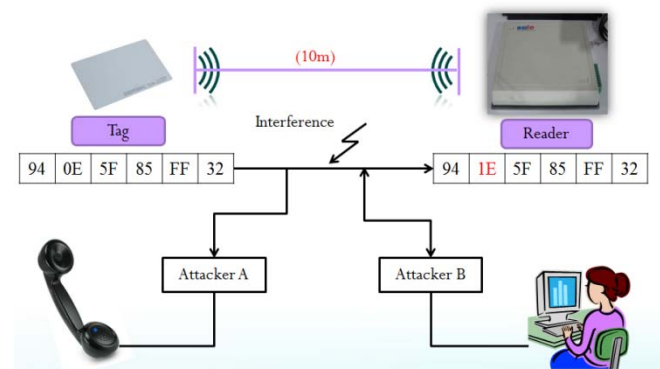 (10m)
Tag
Interference
Reader
94 0E 5F 85 FF 32
94 1E 5F 85 FF 32
Attacker A
Attacker B